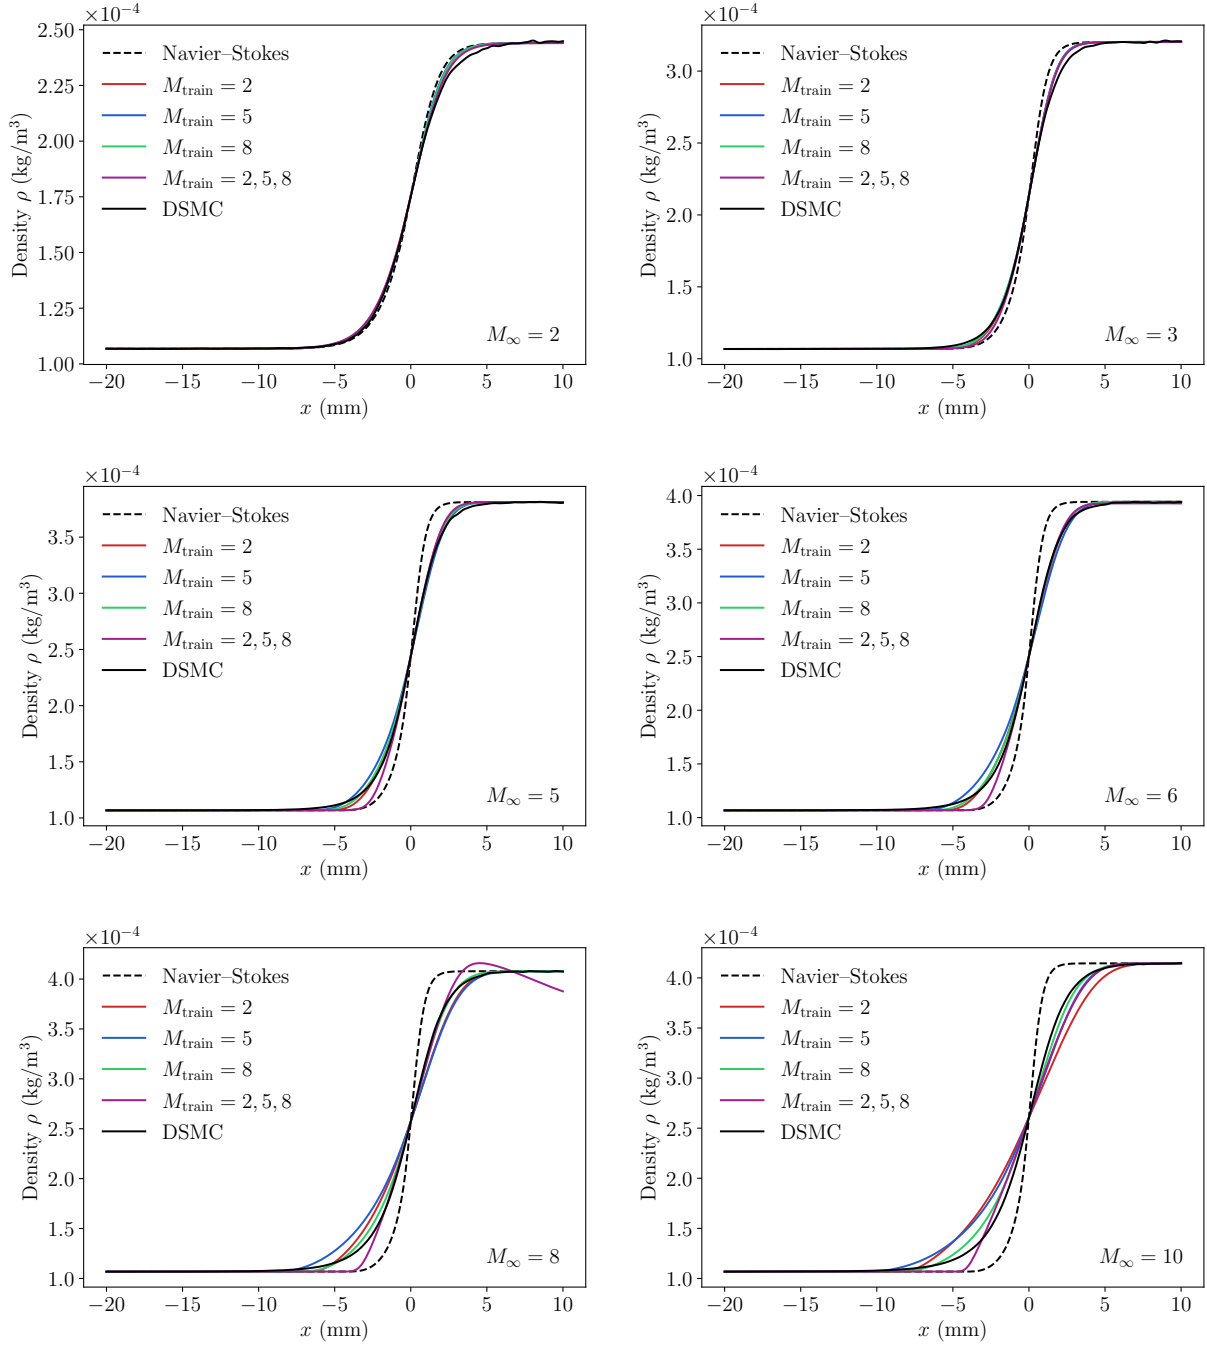 ×10⁻⁴
2.50
2.25
2.00
1.75
1.50
1.25
1.00
Density ρ (kg/m³)
Navier–Stokes
M_train = 2
M_train = 5
M_train = 8
M_train = 2, 5, 8
DSMC
M_∞ = 2
−20 −15 −10 −5 0 5 10
x (mm)
×10⁻⁴
3.0
2.5
2.0
1.5
1.0
Density ρ (kg/m³)
Navier–Stokes
M_train = 2
M_train = 5
M_train = 8
M_train = 2, 5, 8
DSMC
M_∞ = 3
−20 −15 −10 −5 0 5 10
x (mm)
×10⁻⁴
3.5
3.0
2.5
2.0
1.5
1.0
Density ρ (kg/m³)
Navier–Stokes
M_train = 2
M_train = 5
M_train = 8
M_train = 2, 5, 8
DSMC
M_∞ = 5
−20 −15 −10 −5 0 5 10
x (mm)
×10⁻⁴
4.0
3.5
3.0
2.5
2.0
1.5
1.0
Density ρ (kg/m³)
Navier–Stokes
M_train = 2
M_train = 5
M_train = 8
M_train = 2, 5, 8
DSMC
M_∞ = 6
−20 −15 −10 −5 0 5 10
x (mm)
×10⁻⁴
4.0
3.5
3.0
2.5
2.0
1.5
1.0
Density ρ (kg/m³)
Navier–Stokes
M_train = 2
M_train = 5
M_train = 8
M_train = 2, 5, 8
DSMC
M_∞ = 8
−20 −15 −10 −5 0 5 10
x (mm)
×10⁻⁴
4.0
3.5
3.0
2.5
2.0
1.5
1.0
Density ρ (kg/m³)
Navier–Stokes
M_train = 2
M_train = 5
M_train = 8
M_train = 2, 5, 8
DSMC
M_∞ = 10
−20 −15 −10 −5 0 5 10
x (mm)